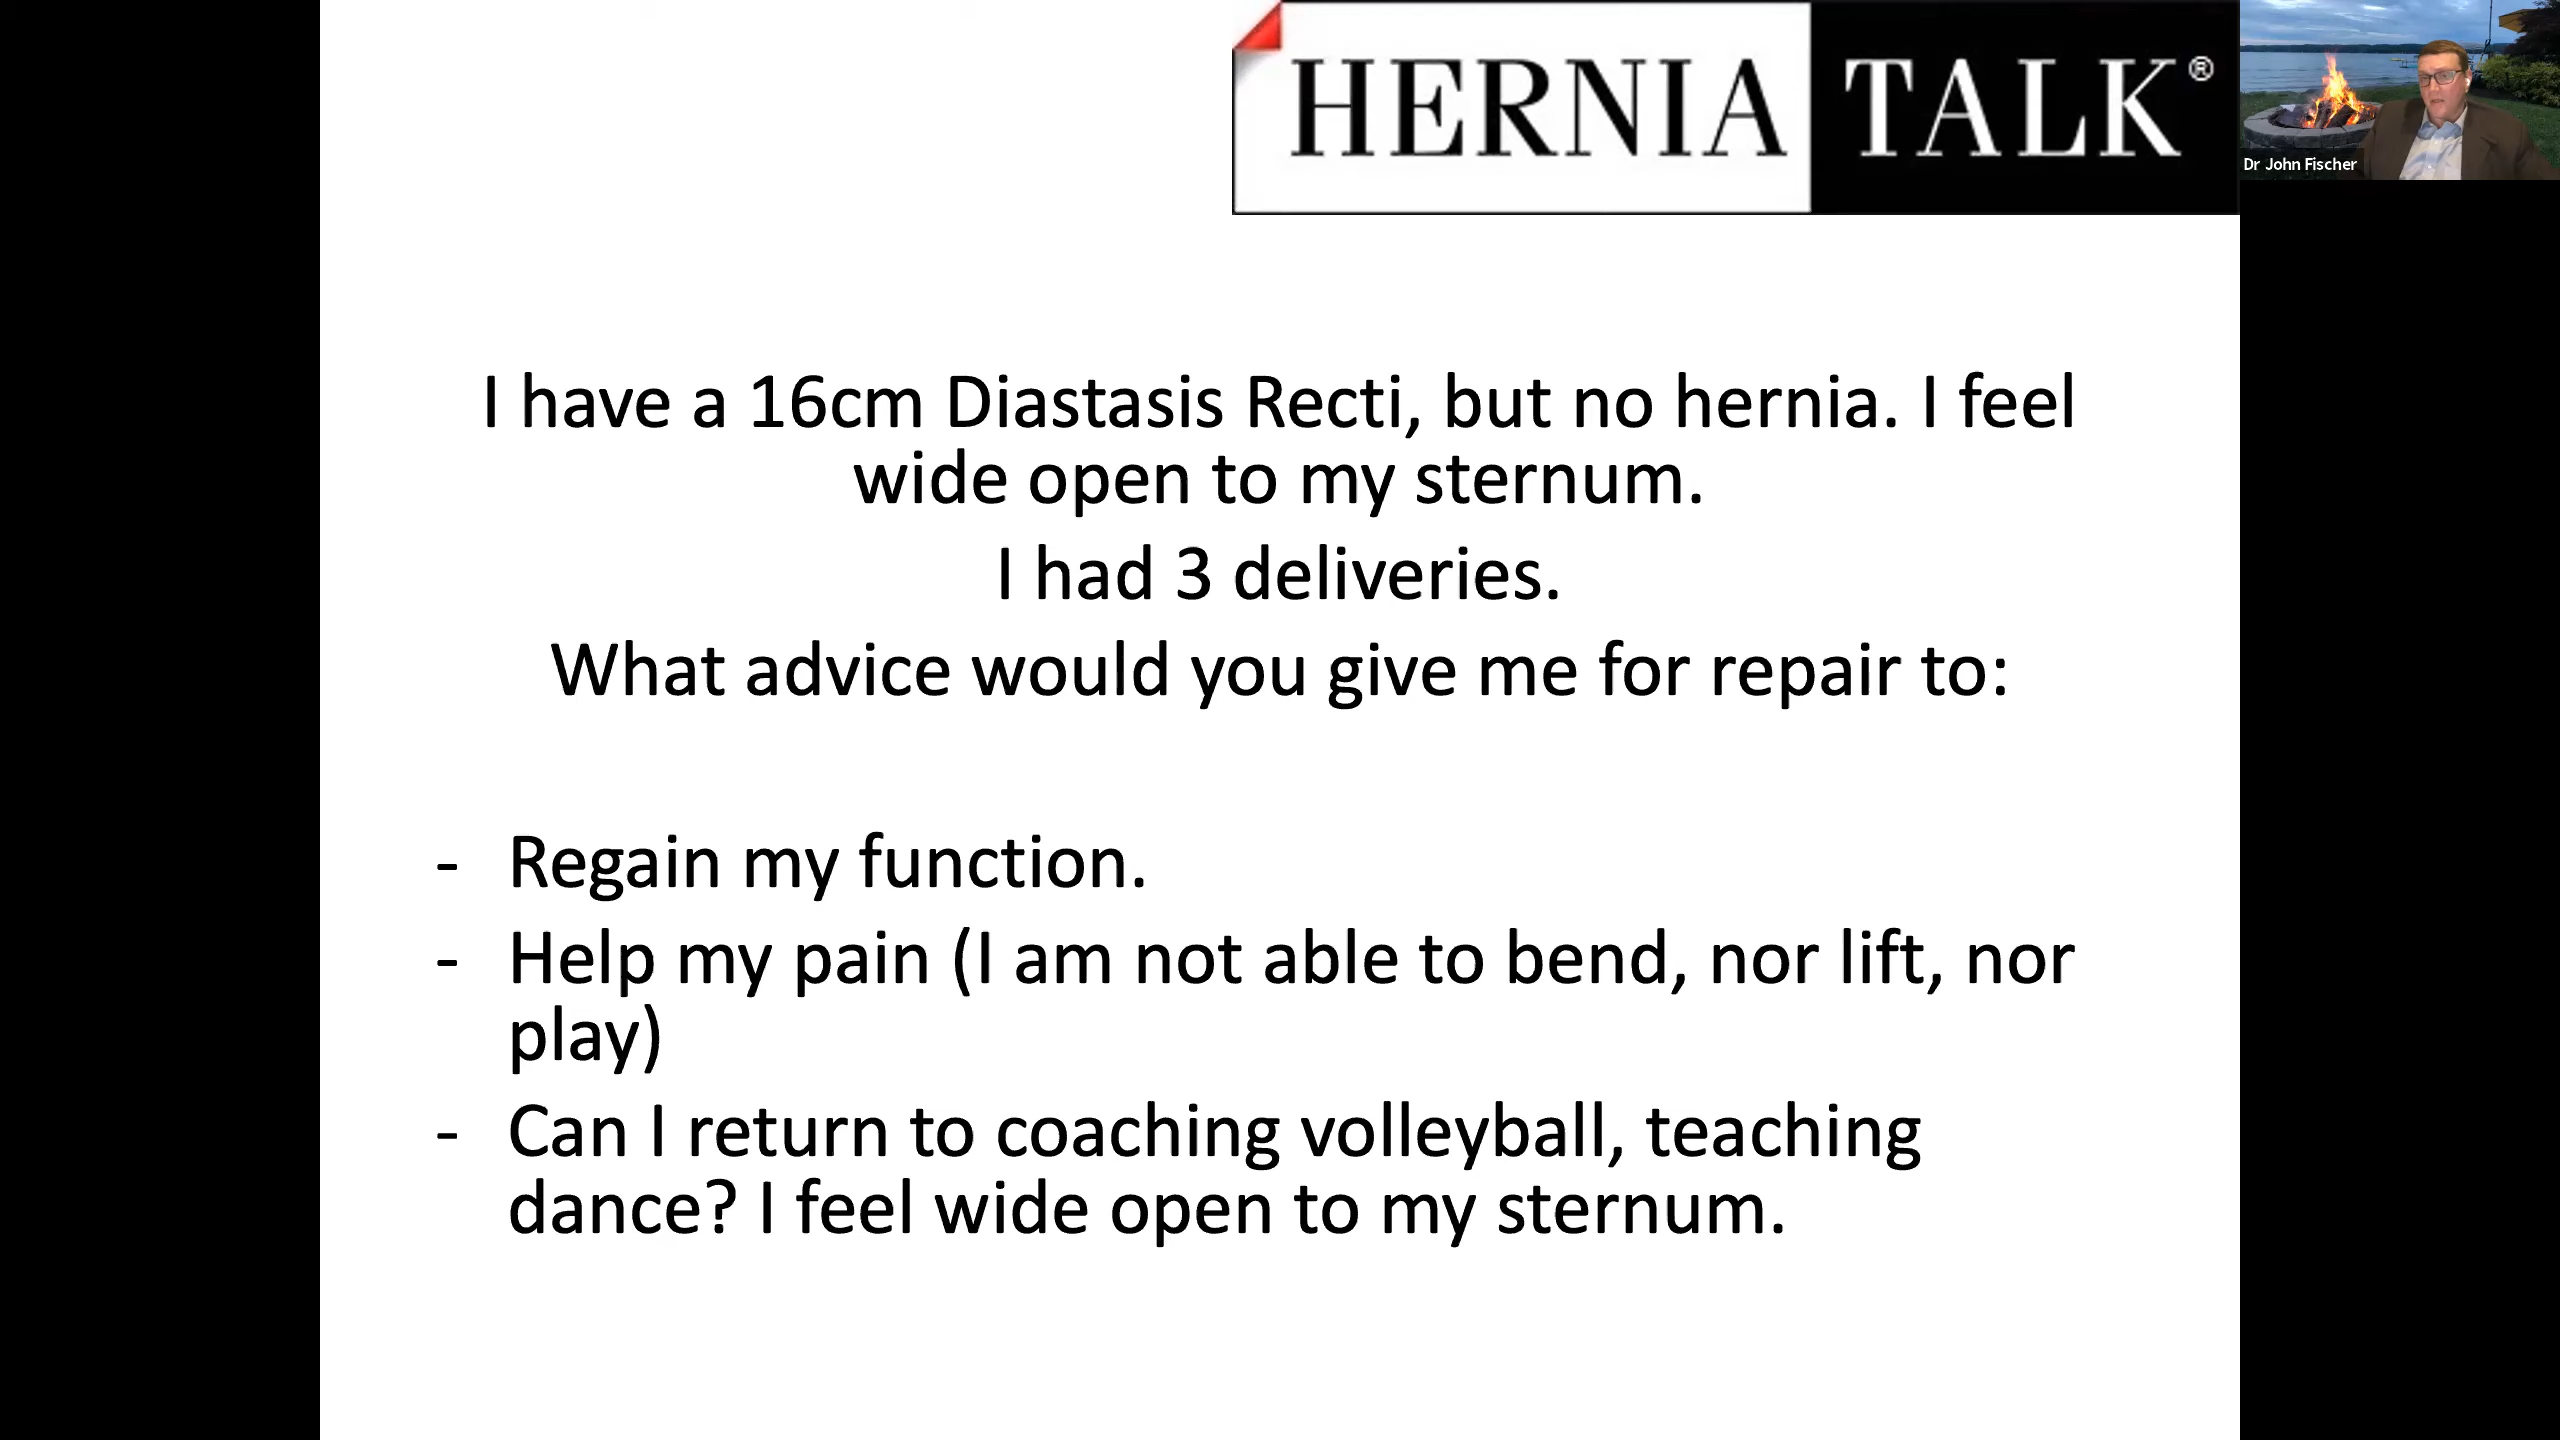 HERNIA TALK®
Dr John Fischer
I have a 16cm Diastasis Recti, but no hernia. I feel
wide open to my sternum.
I had 3 deliveries.
What advice would you give me for repair to:
- Regain my function.
- Help my pain (I am not able to bend, nor lift, nor
play)
- Can I return to coaching volleyball, teaching
dance? I feel wide open to my sternum.